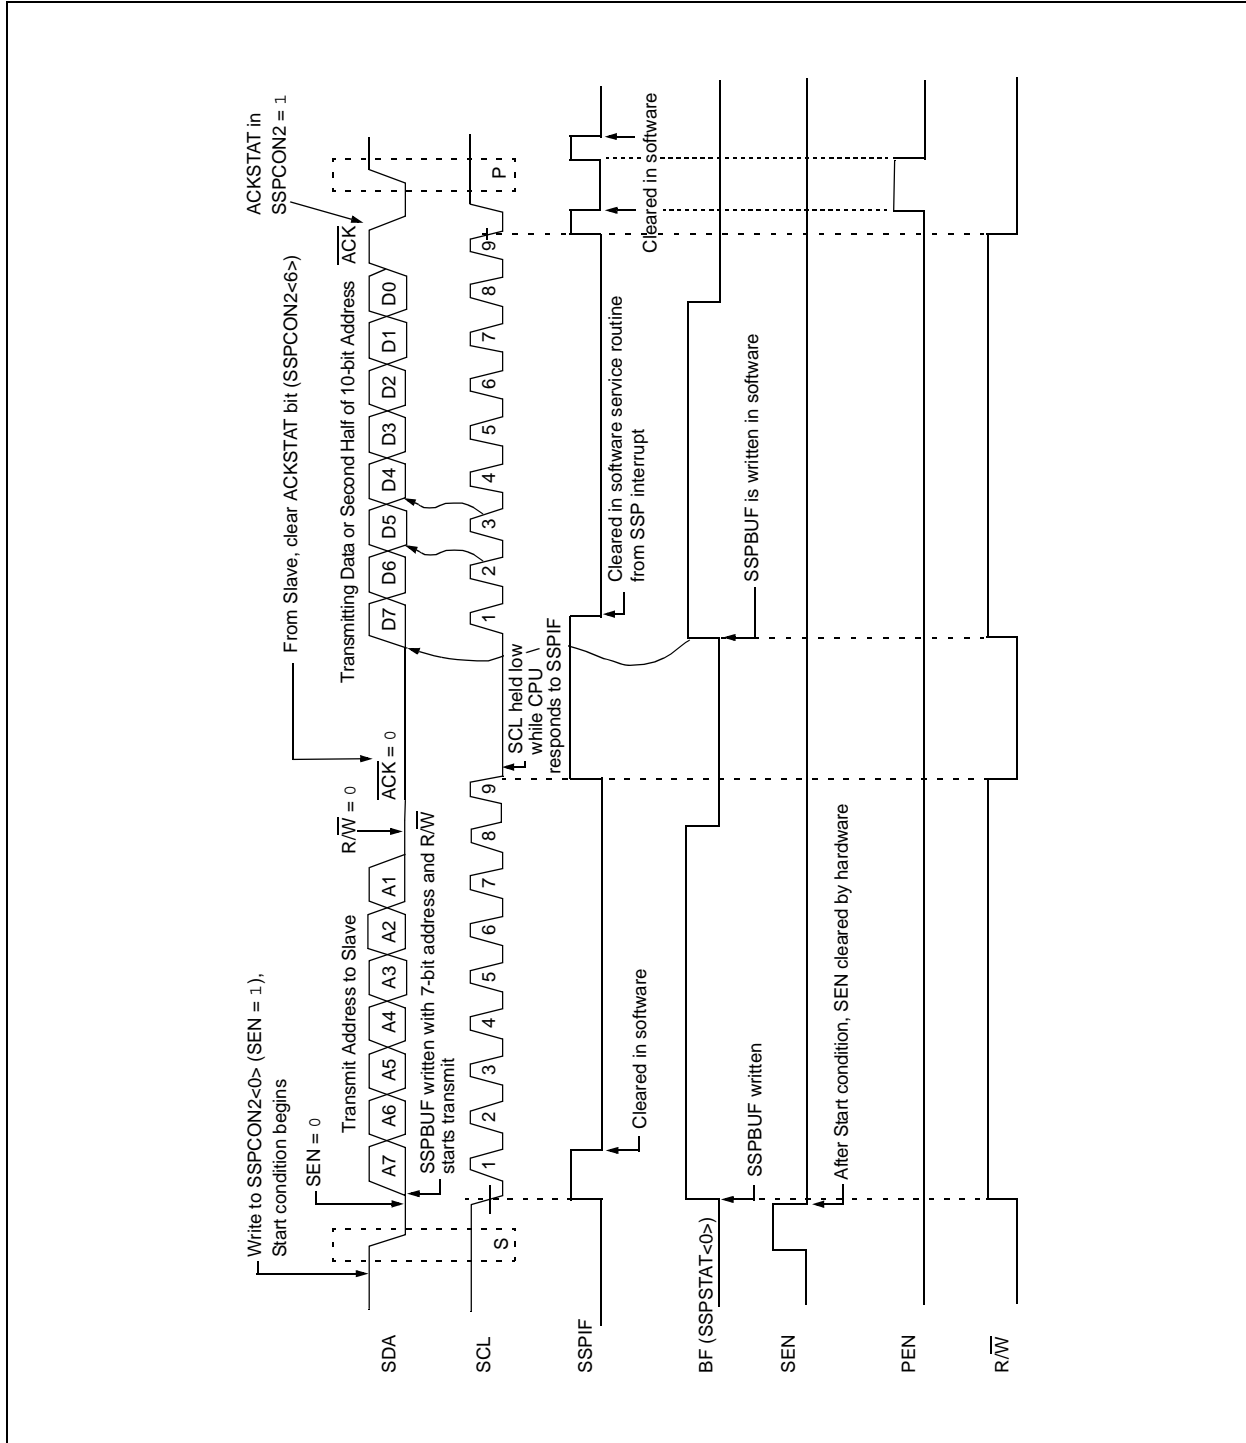 Write to SSPCON2<0> (SEN = 1),
Start condition begins
SEN = 0
Transmit Address to Slave
R/W = 0
From Slave, clear ACKSTAT bit (SSPCON2<6>)
ACK = 0
Transmitting Data or Second Half of 10-bit Address
ACK
ACKSTAT in
SSPCON2 = 1
SDA
A7 A6 A5 A4 A3 A2 A1
D7 D6 D5 D4 D3 D2 D1 D0
SSPBUF written with 7-bit address and R/W
starts transmit
SCL
S
1 2 3 4 5 6 7 8 9
1 2 3 4 5 6 7 8 9
P
SCL held low
while CPU
responds to SSPIF
SSPIF
Cleared in software
Cleared in software service routine
from SSP interrupt
Cleared in software
Cleared in software
BF (SSPSTAT<0>)
SSPBUF written
SSPBUF is written in software
SEN
After Start condition, SEN cleared by hardware
PEN
R/W